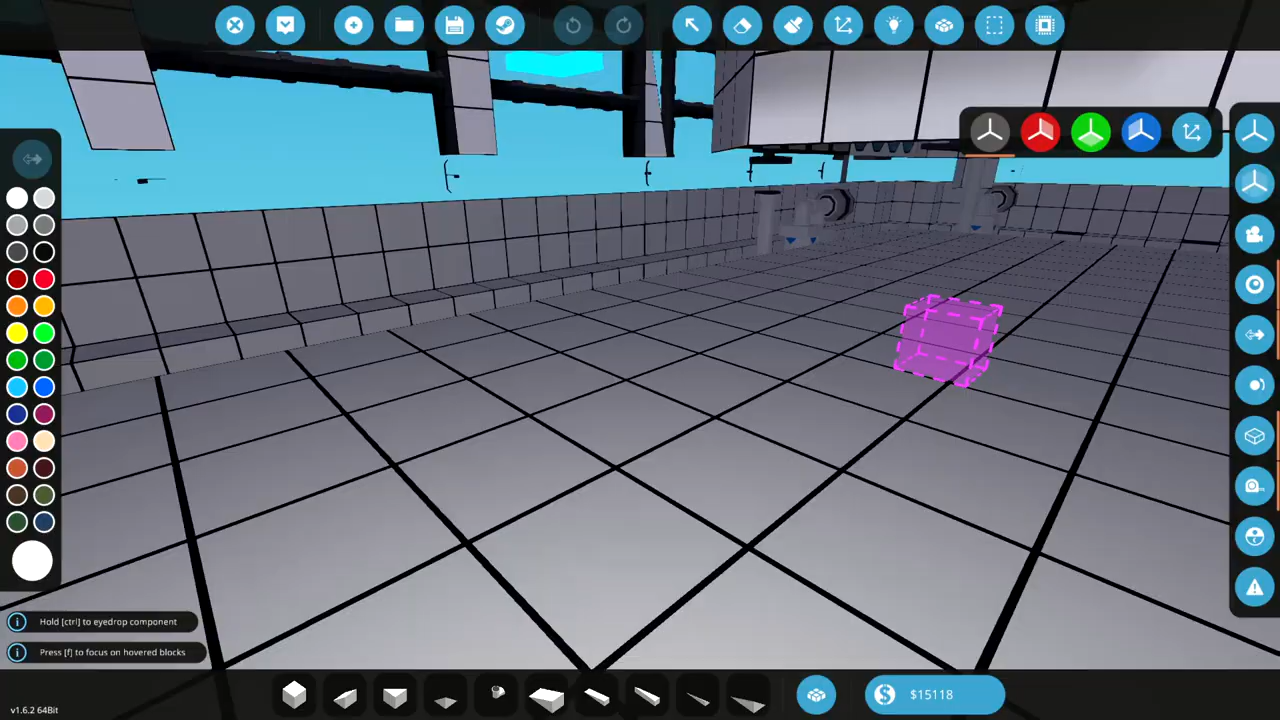 Hold [ctrl] to eyedrop component
Press [f] to focus on hovered blocks
$15118
v1.6.2 64Bit